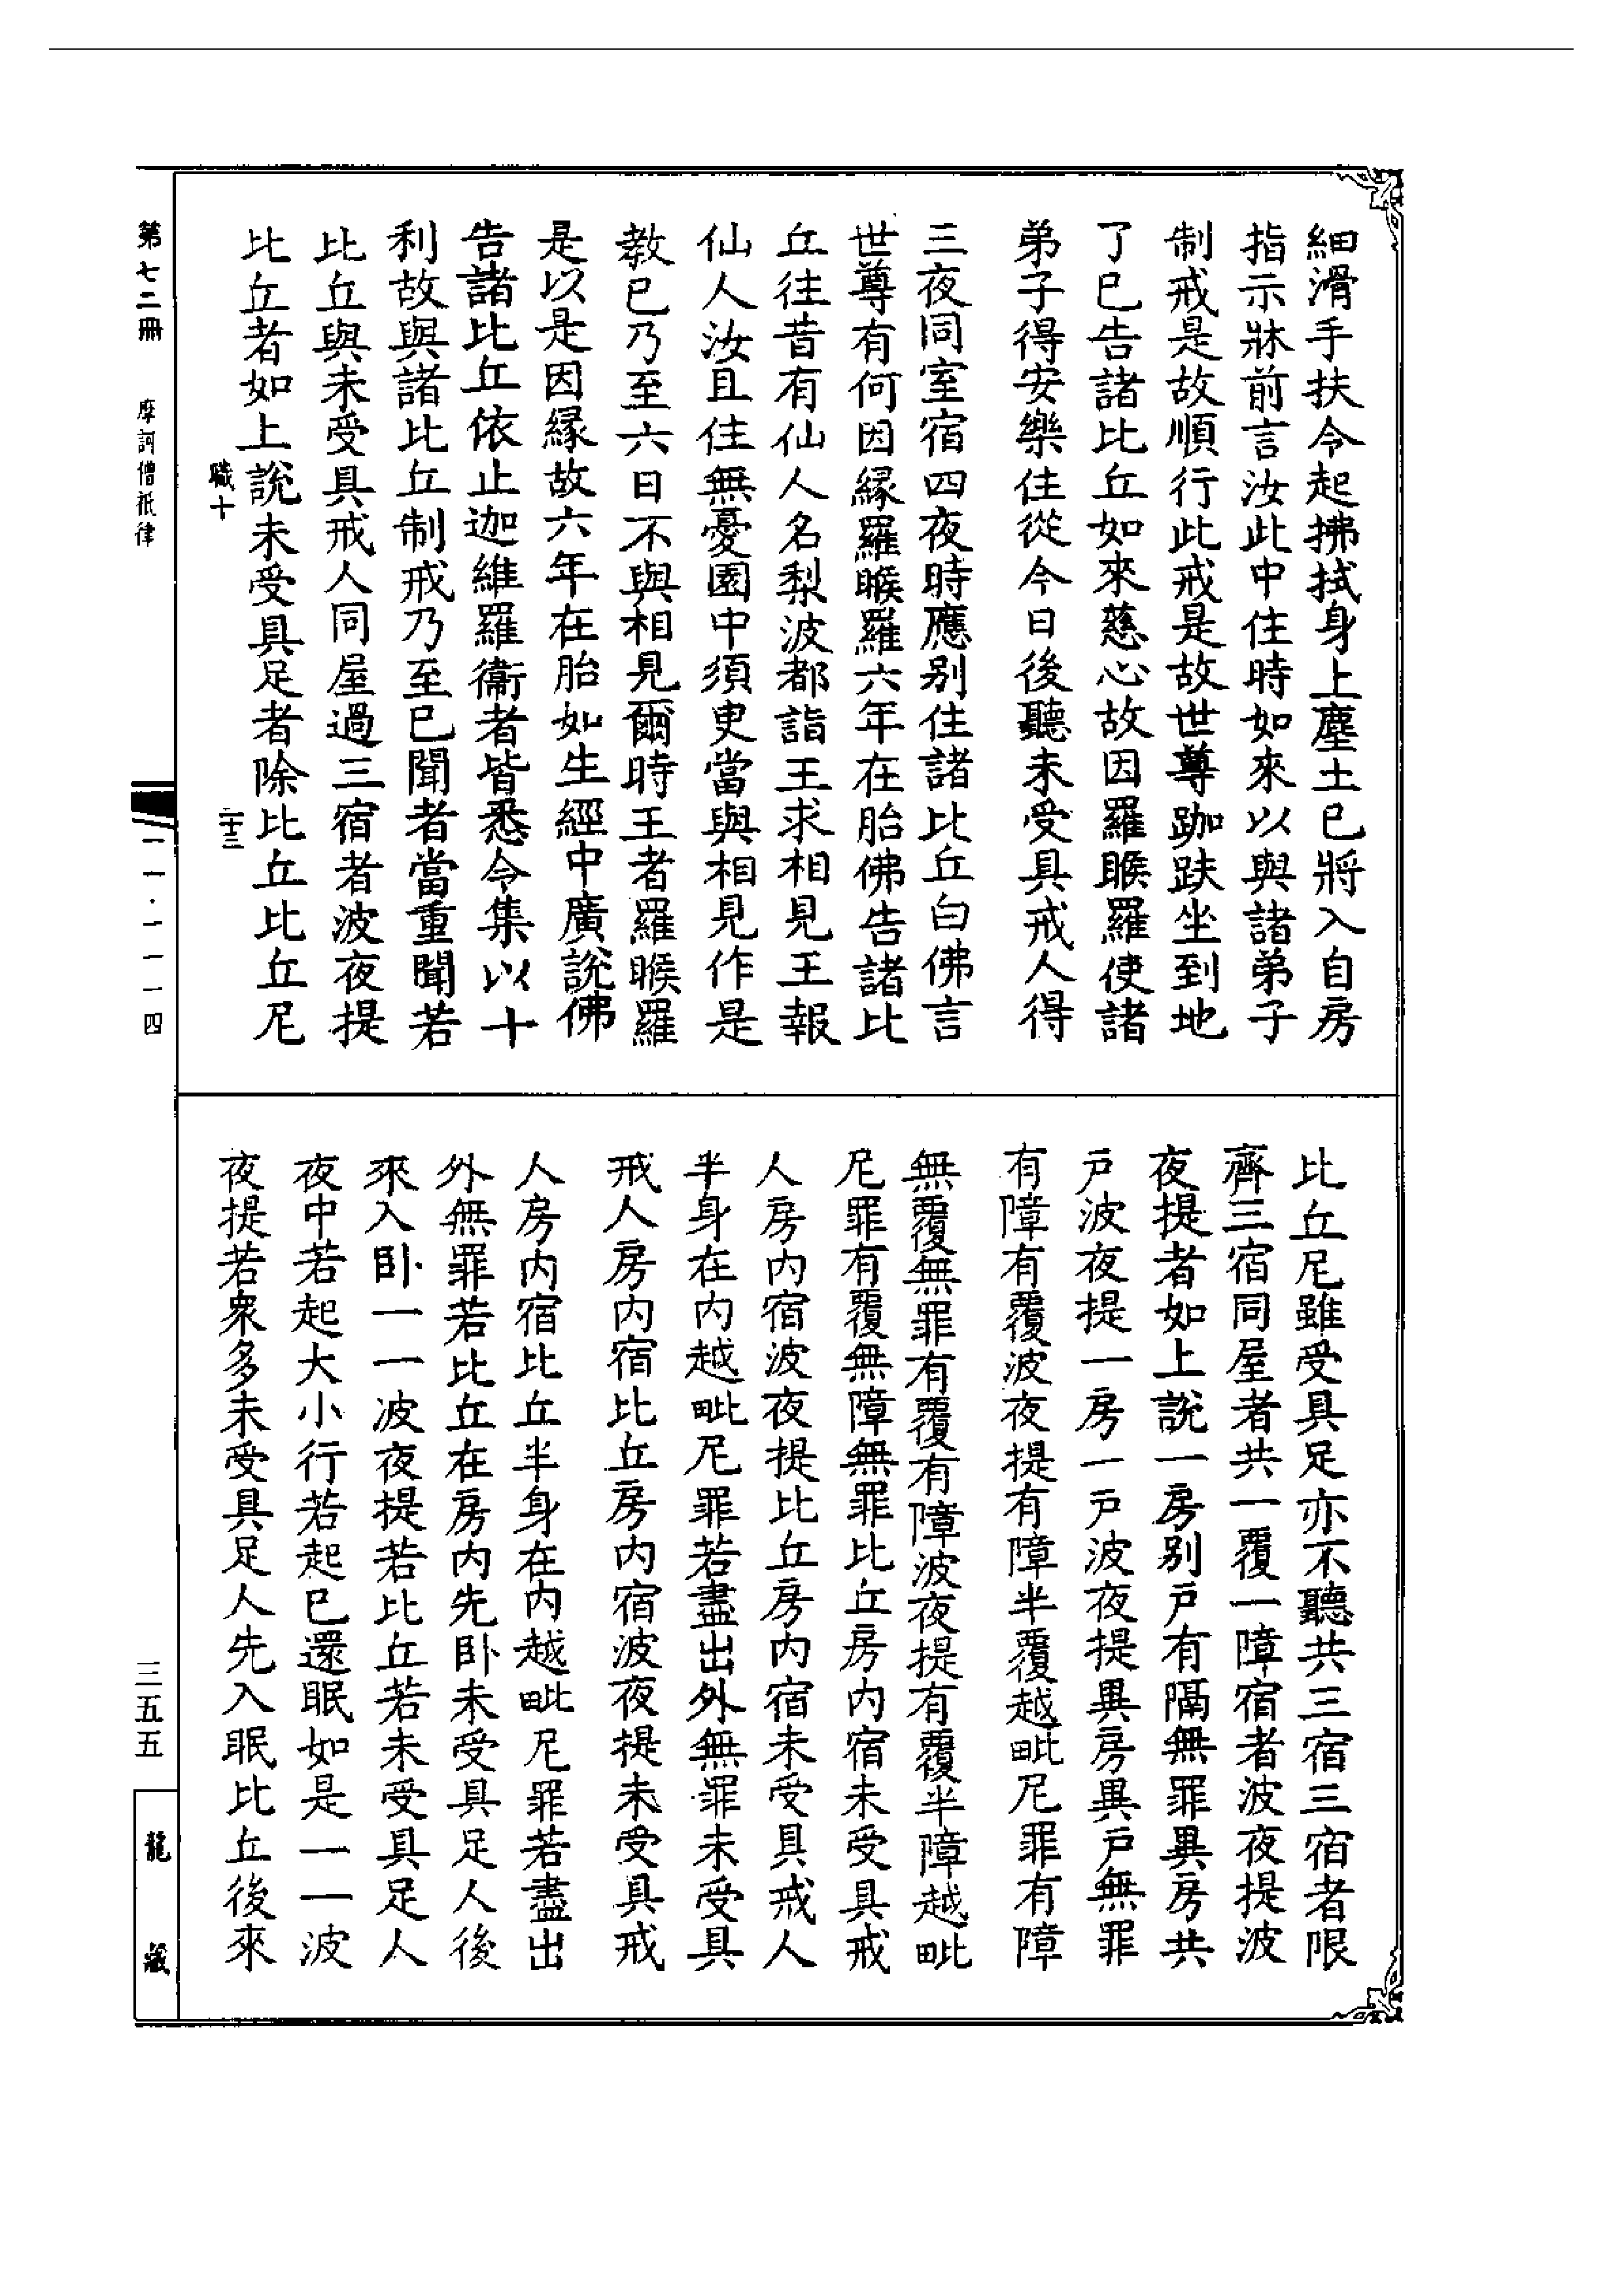 細滑手扶令起拂拭身上塵土已將入自房
指示牀前言汝此中住時如來以與諸弟子
制戒是故順行此戒是故世尊跏趺坐到地
了已告諸比丘如來慈心故因羅睺羅使諸
弟子得安樂住從今日後聽未受具戒人得
三夜同室宿四夜時應別住諸比丘白佛言
世尊有何因緣羅睺羅六年在胎佛告諸比
丘往昔有仙人名梨波都詣王求相見王報
仙人汝且住無憂園中須臾當與相見作是
教已乃至六日不與相見爾時王者羅睺羅
是以是因緣故六年在胎如生經中廣說佛
告諸比丘依止迦維羅衞者皆悉令集以十
利故與諸比丘制戒乃至已聞者當重聞若
比丘與未受具戒人同屋過三宿者波夜提
比丘者如上說未受具足者除比丘比丘尼
職十
二十三
比丘尼雖受具足亦不聽共三宿三宿者限
齊三宿同屋者共一覆一障宿者波夜提波
夜提者如上說一房別戶有隔無罪異房共
戶波夜提一房一戶波夜提異房異戶無罪
有障有覆波夜提有障半覆越毗尼罪有障
無覆無罪有覆有障波夜提有覆半障越毗
尼罪有覆無障無罪比丘房內宿未受具戒
人房內宿波夜提比丘房內宿未受具戒人
半身在內越毗尼罪若盡出外無罪未受具
戒人房內宿比丘房內宿波夜提未受具戒
人房內宿比丘半身在內越毗尼罪若盡出
外無罪若比丘在房內先臥未受具足人後
來入臥一一波夜提若比丘若未受具足人
夜中若起大小行若起已還眠如是一一波
夜提若衆多未受具足人先入眠比丘後來
第七二冊
摩訶僧祇律
一一·一一一四
三五五
龍藏